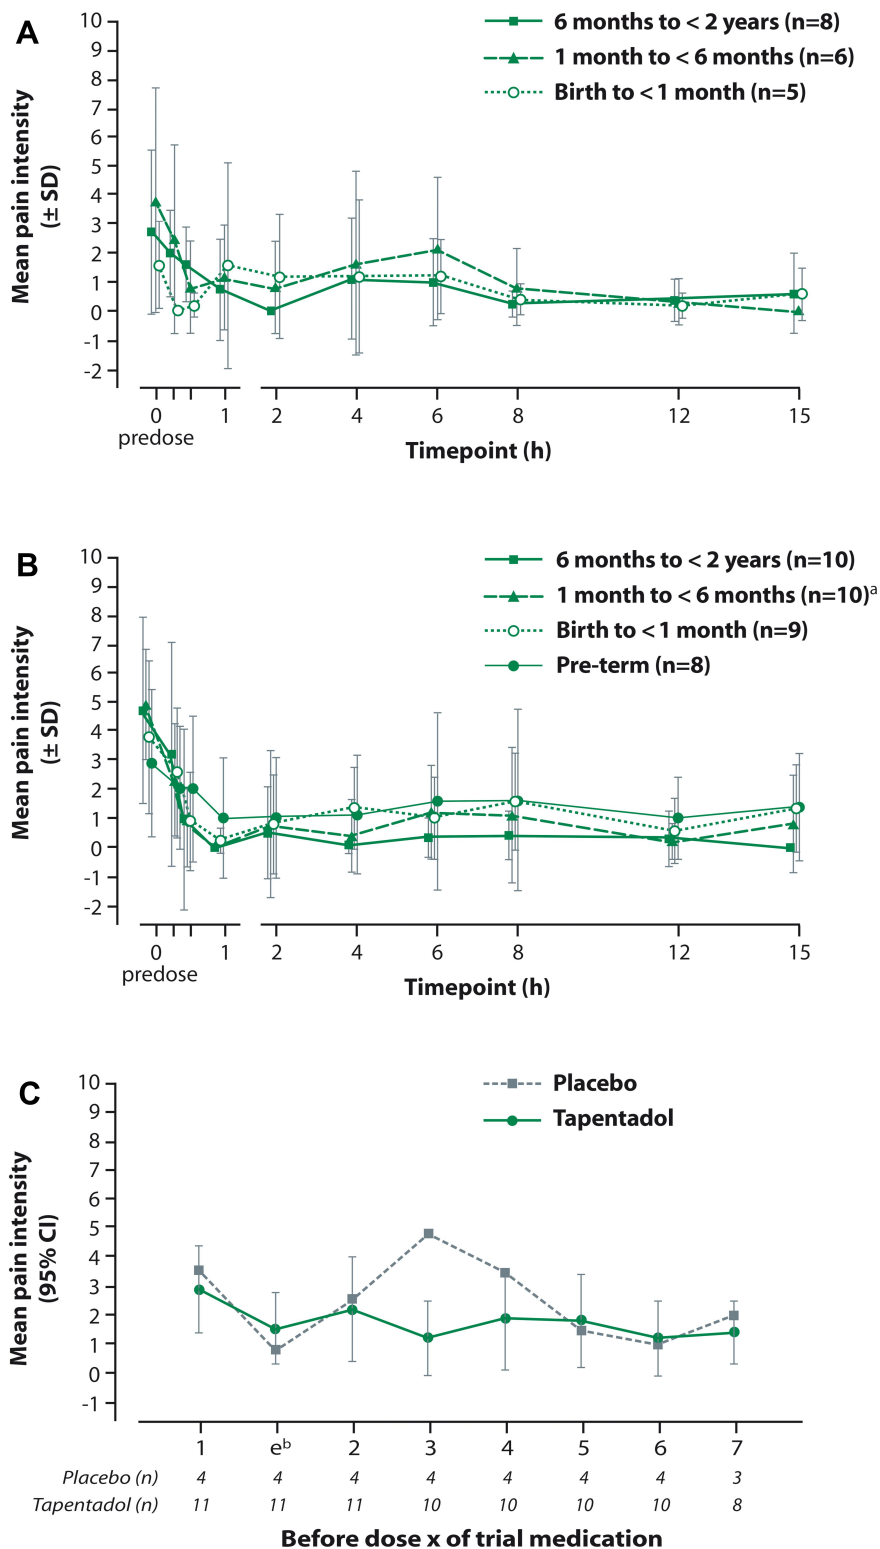 A
10
9
8
7
6
5
4
3
2
1
0
-1
-2
Mean pain intensity
(± SD)
6 months to < 2 years (n=8)
1 month to < 6 months (n=6)
Birth to < 1 month (n=5)
0 1 2 4 6 8 12 15
predose
Timepoint (h)
B
10
9
8
7
6
5
4
3
2
1
0
-1
-2
Mean pain intensity
(± SD)
6 months to < 2 years (n=10)
1 month to < 6 months (n=10)ᵃ
Birth to < 1 month (n=9)
Pre-term (n=8)
0 1 2 4 6 8 12 15
predose
Timepoint (h)
C
10
9
8
7
6
5
4
3
2
1
0
-1
Mean pain intensity
(95% CI)
Placebo
Tapentadol
1 eᵇ 2 3 4 5 6 7
Placebo (n) 4 4 4 4 4 4 4 3
Tapentadol (n) 11 11 11 10 10 10 10 8
Before dose x of trial medication